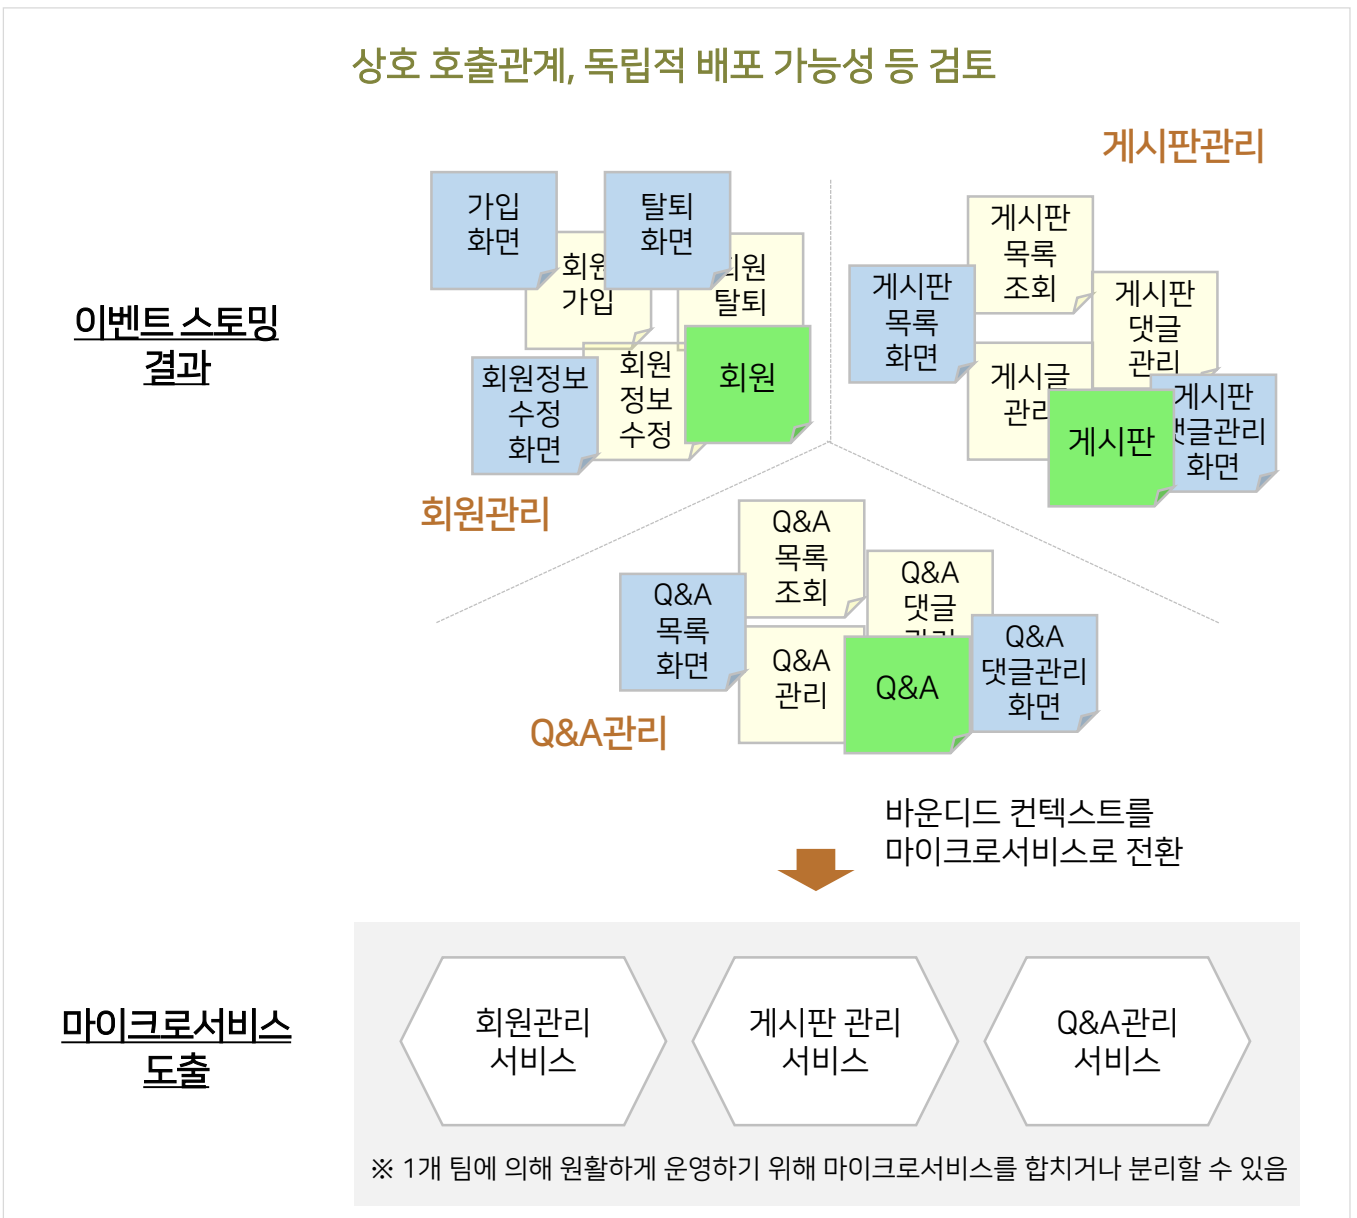 상호 호출관계, 독립적 배포 가능성 등 검토
게시판관리
이벤트 스토밍
결과
가입
화면
회원
가입
탈퇴
화면
회원
탈퇴
회원정보
수정
화면
회원
정보
수정
회원
회원관리
게시판
목록
화면
게시판
목록
조회
게시판
댓글
관리
게시글
관리
게시판
게시판
댓글관리
화면
Q&A
목록
화면
Q&A
목록
조회
Q&A
댓글
관리
Q&A
관리
Q&A
Q&A
댓글관리
화면
Q&A관리
바운디드 컨텍스트를
마이크로서비스로 전환
마이크로서비스
도출
회원관리
서비스
게시판 관리
서비스
Q&A관리
서비스
※ 1개 팀에 의해 원활하게 운영하기 위해 마이크로서비스를 합치거나 분리할 수 있음